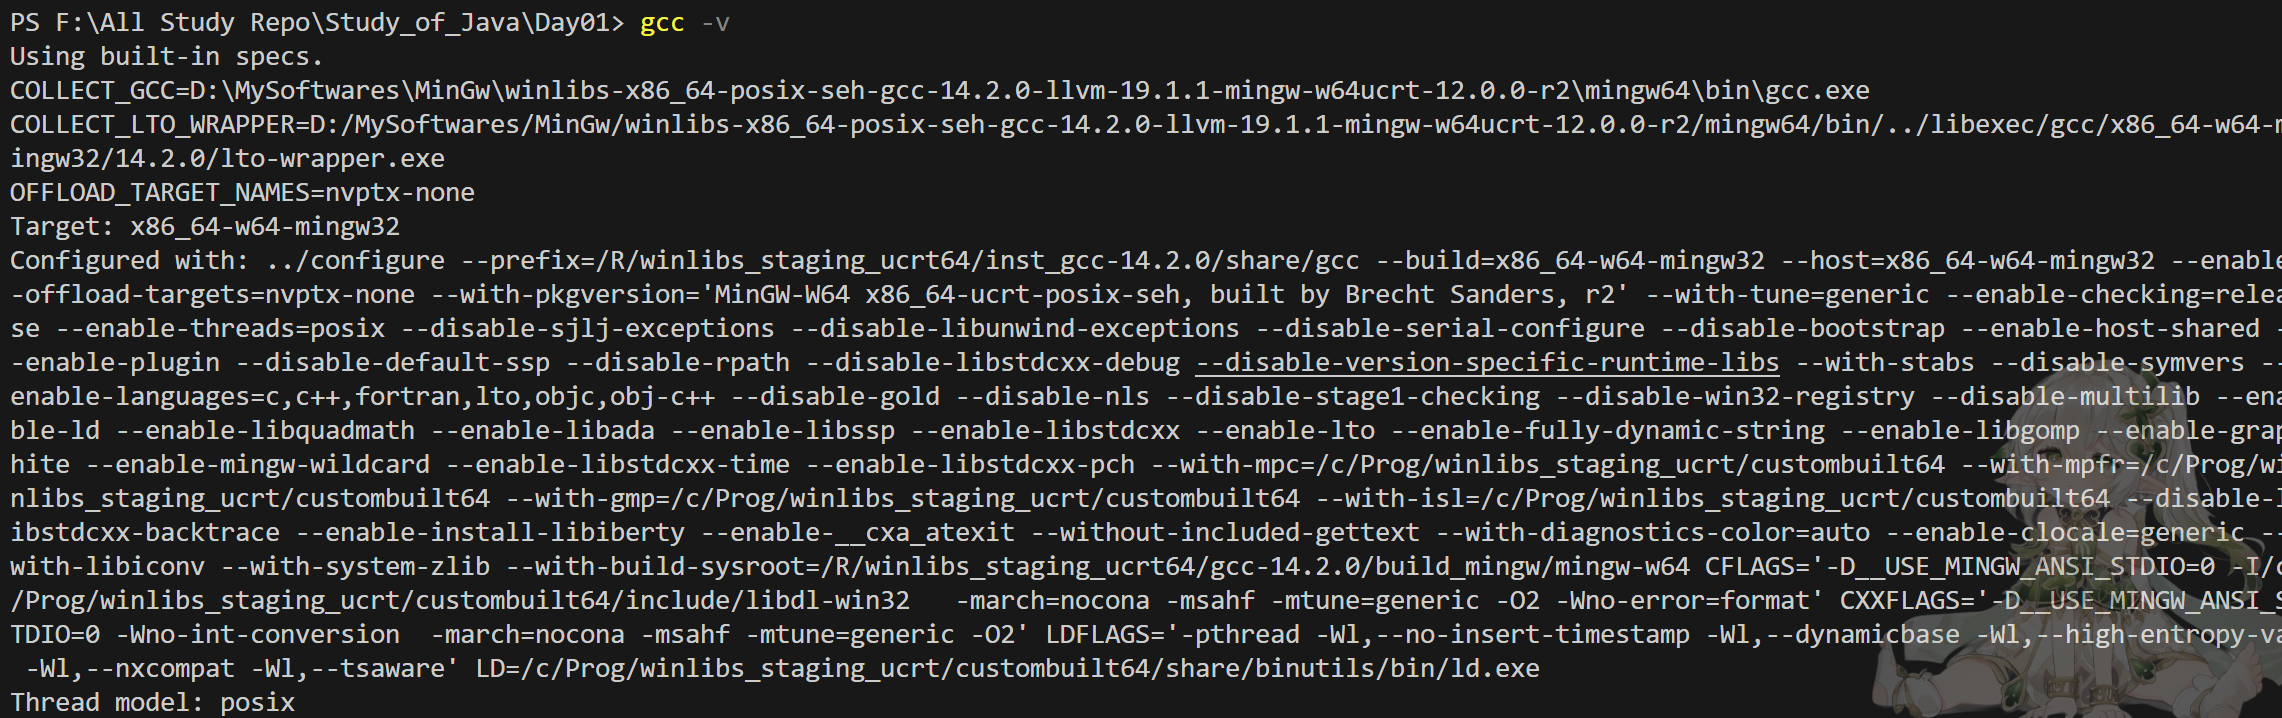 PS F:\All Study Repo\Study_of_Java\Day01> gcc -v
Using built-in specs.
COLLECT_GCC=D:\MySoftwares\MinGw\winlibs-x86_64-posix-seh-gcc-14.2.0-llvm-19.1.1-mingw-w64ucrt-12.0.0-r2\mingw64\bin\gcc.exe
COLLECT_LTO_WRAPPER=D:/MySoftwares/MinGw/winlibs-x86_64-posix-seh-gcc-14.2.0-llvm-19.1.1-mingw-w64ucrt-12.0.0-r2/mingw64/bin/../libexec/gcc/x86_64-w64-m
ingw32/14.2.0/lto-wrapper.exe
OFFLOAD_TARGET_NAMES=nvptx-none
Target: x86_64-w64-mingw32
Configured with: ../configure --prefix=/R/winlibs_staging_ucrt64/inst_gcc-14.2.0/share/gcc --build=x86_64-w64-mingw32 --host=x86_64-w64-mingw32 --enable
-offload-targets=nvptx-none --with-pkgversion='MinGW-W64 x86_64-ucrt-posix-seh, built by Brecht Sanders, r2' --with-tune=generic --enable-checking=relea
se --enable-threads=posix --disable-sjlj-exceptions --disable-libunwind-exceptions --disable-serial-configure --disable-bootstrap --enable-host-shared -
-enable-plugin --disable-default-ssp --disable-rpath --disable-libstdcxx-debug --disable-version-specific-runtime-libs --with-stabs --disable-symvers --
enable-languages=c,c++,fortran,lto,objc,obj-c++ --disable-gold --disable-nls --disable-stage1-checking --disable-win32-registry --disable-multilib --ena
ble-ld --enable-libquadmath --enable-libada --enable-libssp --enable-libstdcxx --enable-lto --enable-fully-dynamic-string --enable-libgomp --enable-grap
hite --enable-mingw-wildcard --enable-libstdcxx-time --enable-libstdcxx-pch --with-mpc=/c/Prog/winlibs_staging_ucrt/custombuilt64 --with-mpfr=/c/Prog/wi
nlibs_staging_ucrt/custombuilt64 --with-gmp=/c/Prog/winlibs_staging_ucrt/custombuilt64 --with-isl=/c/Prog/winlibs_staging_ucrt/custombuilt64 --disable-l
ibstdcxx-backtrace --enable-install-libiberty --enable-__cxa_atexit --without-included-gettext --with-diagnostics-color=auto --enable-clocale=generic --
with-libiconv --with-system-zlib --with-build-sysroot=/R/winlibs_staging_ucrt64/gcc-14.2.0/build_mingw/mingw-w64 CFLAGS='-D__USE_MINGW_ANSI_STDIO=0 -I/c
/Prog/winlibs_staging_ucrt/custombuilt64/include/libdl-win32   -march=nocona -msahf -mtune=generic -O2 -Wno-error=format' CXXFLAGS='-D__USE_MINGW_ANSI_S
TDIO=0 -Wno-int-conversion  -march=nocona -msahf -mtune=generic -O2' LDFLAGS='-pthread -Wl,--no-insert-timestamp -Wl,--dynamicbase -Wl,--high-entropy-va
 -Wl,--nxcompat -Wl,--tsaware' LD=/c/Prog/winlibs_staging_ucrt/custombuilt64/share/binutils/bin/ld.exe
Thread model: posix